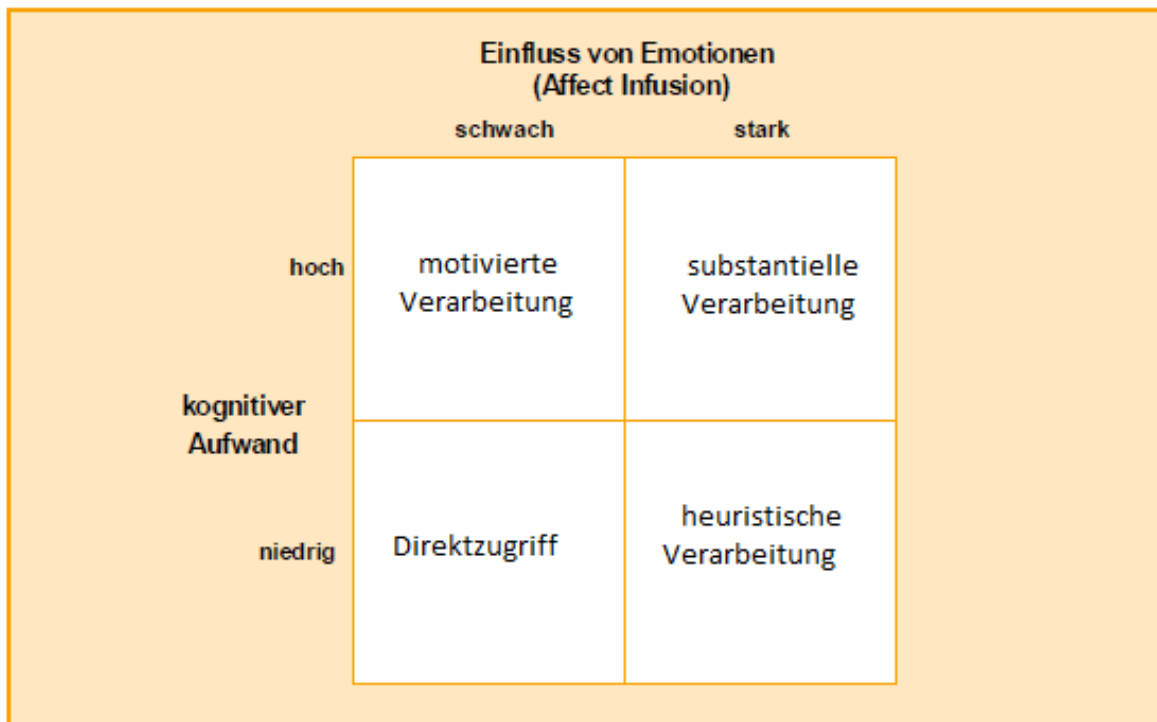 Einfluss von Emotionen
(Affect Infusion)
schwach stark
hoch
motivierte
Verarbeitung
substantielle
Verarbeitung
kognitiver
Aufwand
niedrig
Direktzugriff
heuristische
Verarbeitung